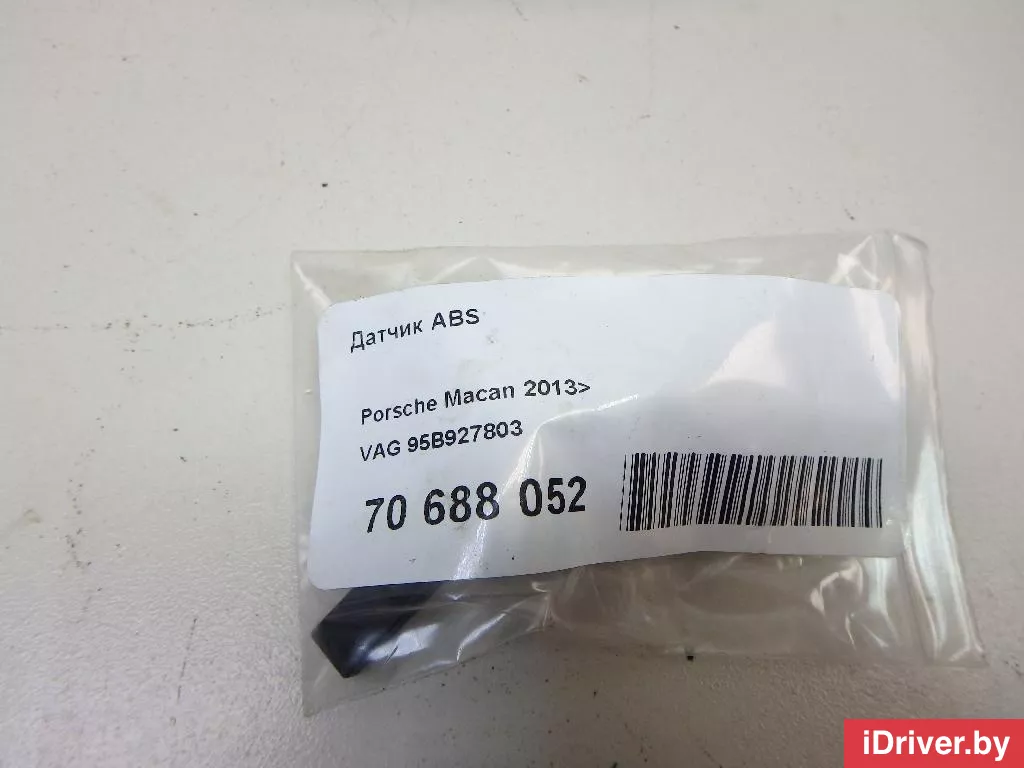 Датчик ABS
Porsche Macan 2013>
VAG 95B927803
70 688 052
iDriver.by